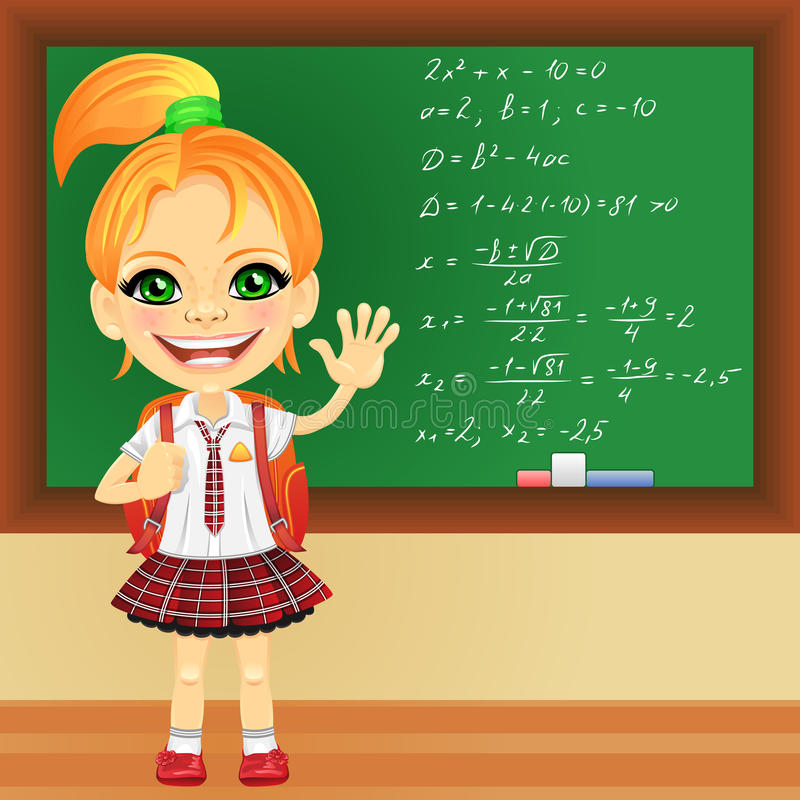 2x² + x - 10 = 0
a = 2; b = 1; c = -10
D = b² - 4ac
D = 1 - 4·2·(-10) = 81 > 0
x = (-b ± √D) / 2a
x₁ = (-1 + √81) / 2·2 = (-1 + 9) / 4 = 2
x₂ = (-1 - √81) / 2·2 = (-1 - 9) / 4 = -2,5
x₁ = 2; x₂ = -2,5
dreamstime